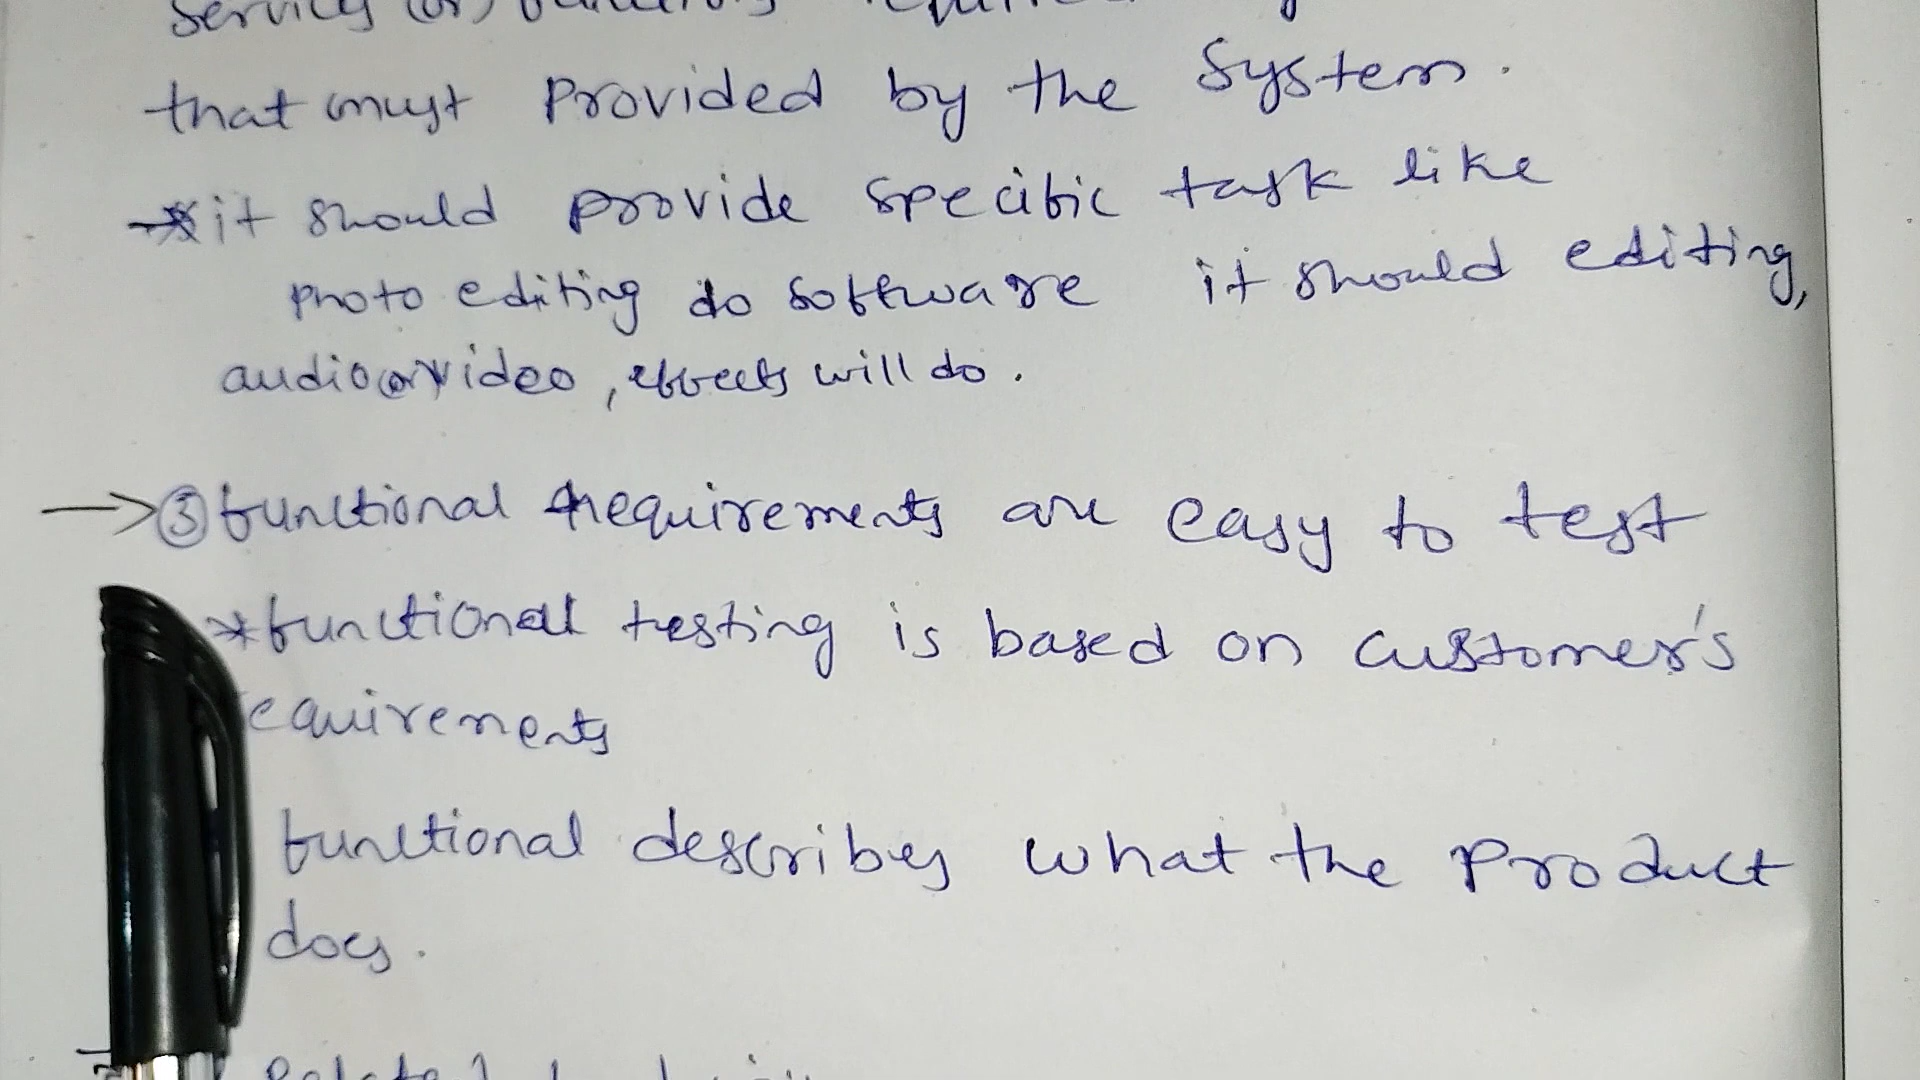 service (or)
that must provided by the System.
* it should provide specific task like
photo editing do software it should editing,
audio or video, effects will do.
→ ③ functional requirements are easy to test
* functional testing is based on customer's
equirements
functional describes what the product
does.